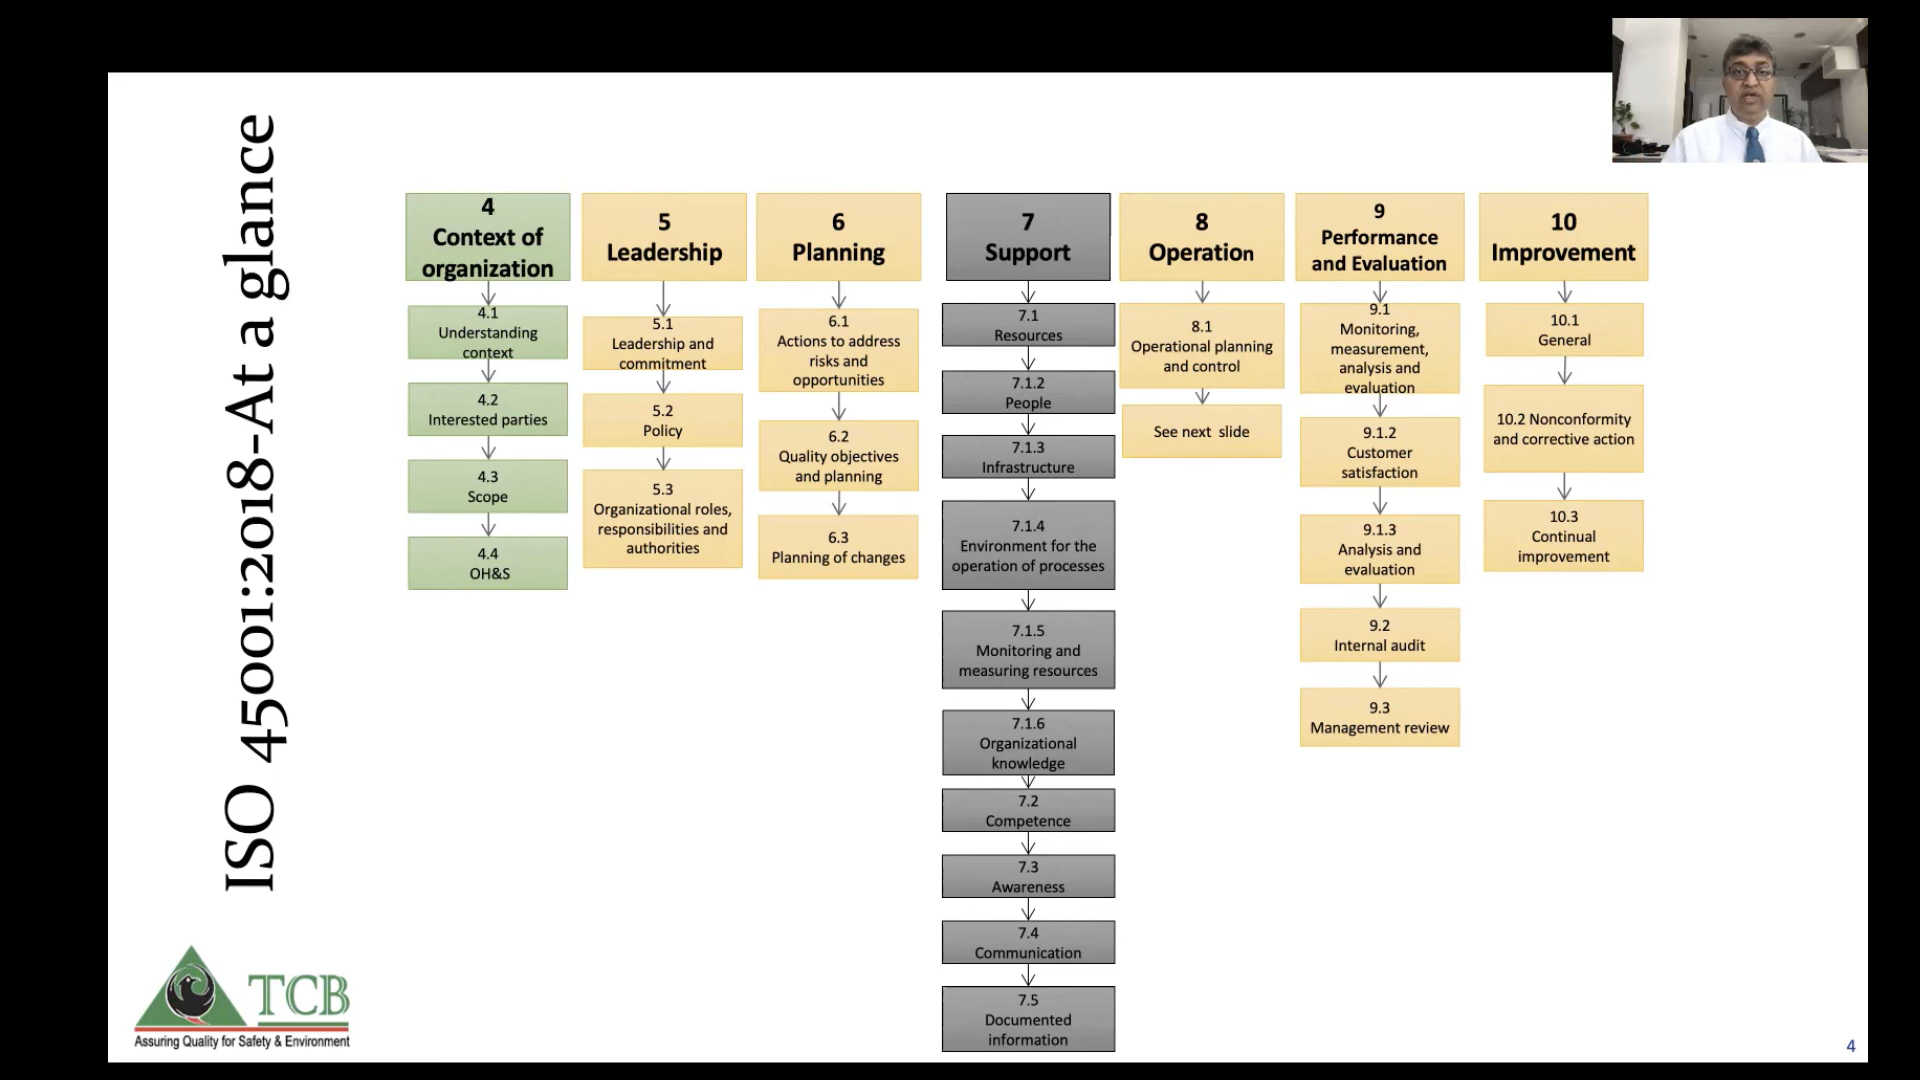 ISO 45001:2018-At a glance
4
Context of
organization
4.1
Understanding
context
4.2
Interested parties
4.3
Scope
4.4
OH&S
5
Leadership
5.1
Leadership and
commitment
5.2
Policy
5.3
Organizational roles,
responsibilities and
authorities
6
Planning
6.1
Actions to address
risks and
opportunities
6.2
Quality objectives
and planning
6.3
Planning of changes
7
Support
7.1
Resources
7.1.2
People
7.1.3
Infrastructure
7.1.4
Environment for the
operation of processes
7.1.5
Monitoring and
measuring resources
7.1.6
Organizational
knowledge
7.2
Competence
7.3
Awareness
7.4
Communication
7.5
Documented
information
8
Operation
8.1
Operational planning
and control
See next slide
9
Performance
and Evaluation
9.1
Monitoring,
measurement,
analysis and
evaluation
9.1.2
Customer
satisfaction
9.1.3
Analysis and
evaluation
9.2
Internal audit
9.3
Management review
10
Improvement
10.1
General
10.2 Nonconformity
and corrective action
10.3
Continual
improvement
TCB
Assuring Quality for Safety & Environment
4